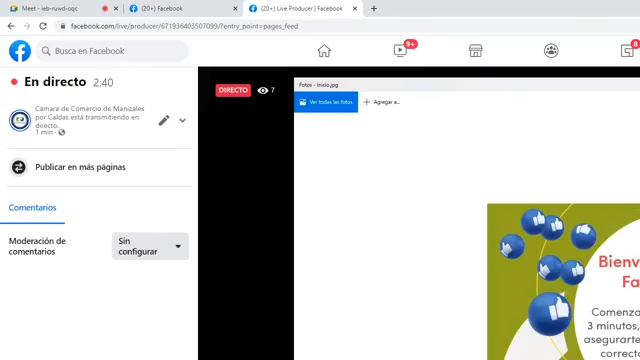 Meet - ieb-ruwd-oqc
(20+) Facebook
(20+) Live Producer | Facebook
facebook.com/live/producer/671936403507099/?entry_point=pages_feed
Busca en Facebook
9+
8
En directo 2:40
Cámara de Comercio de Manizales
por Caldas está transmitiendo en
directo.
1 min ·
Publicar en más páginas
Comentarios
Moderación de
comentarios
Sin
configurar
DIRECTO
7
Fotos - Inicio.jpg
Ver todas las fotos
Agregar a...
Bienv
Fa
Comenza
3 minutos,
asegurarte
correcto